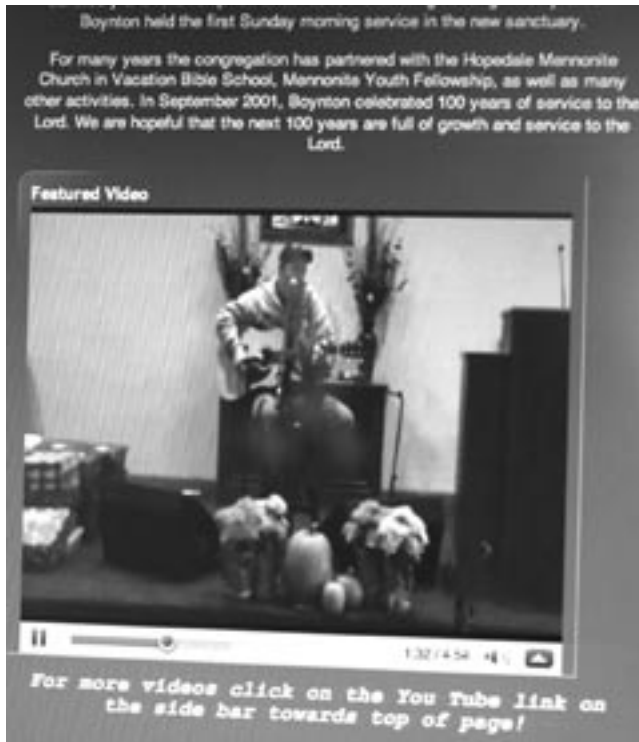 Boynton held the first Sunday morning service in the new sanctuary.
For many years the congregation has partnered with the Hopedale Mennonite
Church in Vacation Bible School, Mennonite Youth Fellowship, as well as many
other activities. In September 2001, Boynton celebrated 100 years of service to the
Lord. We are hopeful that the next 100 years are full of growth and service to the
Lord.
Featured Video
1:32 / 4:54
For more videos click on the You Tube link on
the side bar towards top of page!